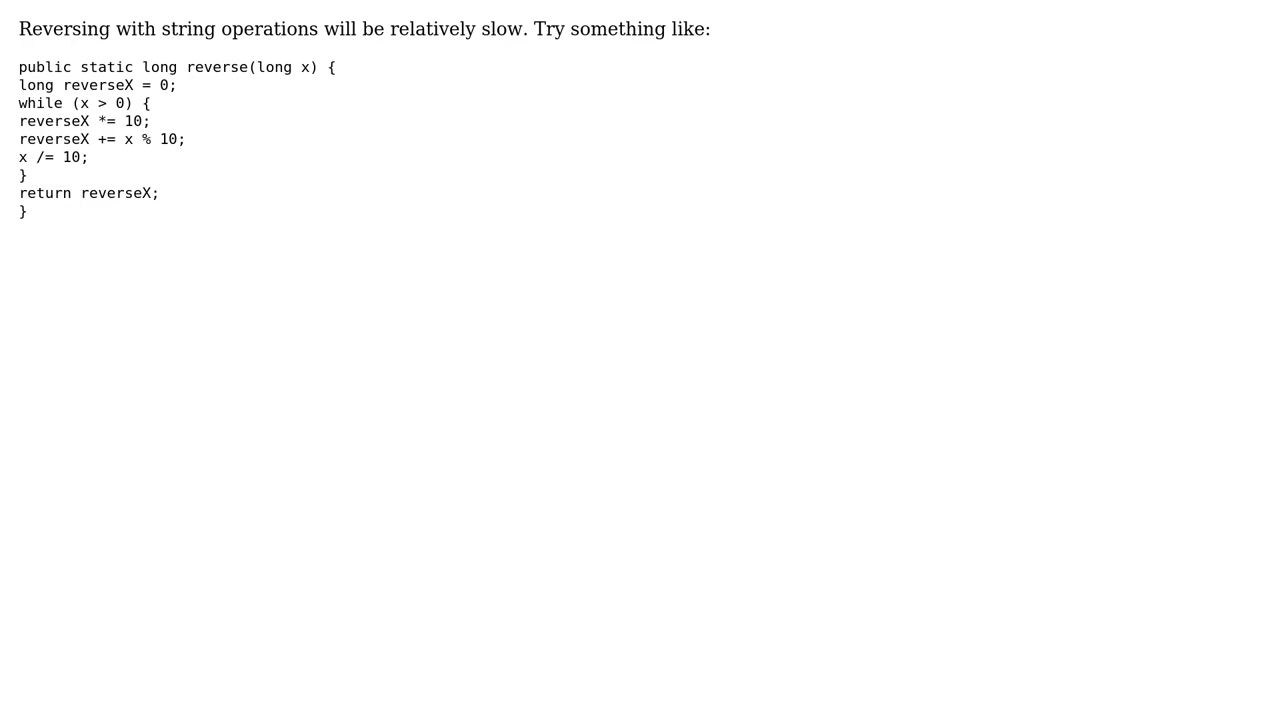 Reversing with string operations will be relatively slow. Try something like:
public static long reverse(long x) {
long reverseX = 0;
while (x > 0) {
reverseX *= 10;
reverseX += x % 10;
x /= 10;
}
return reverseX;
}